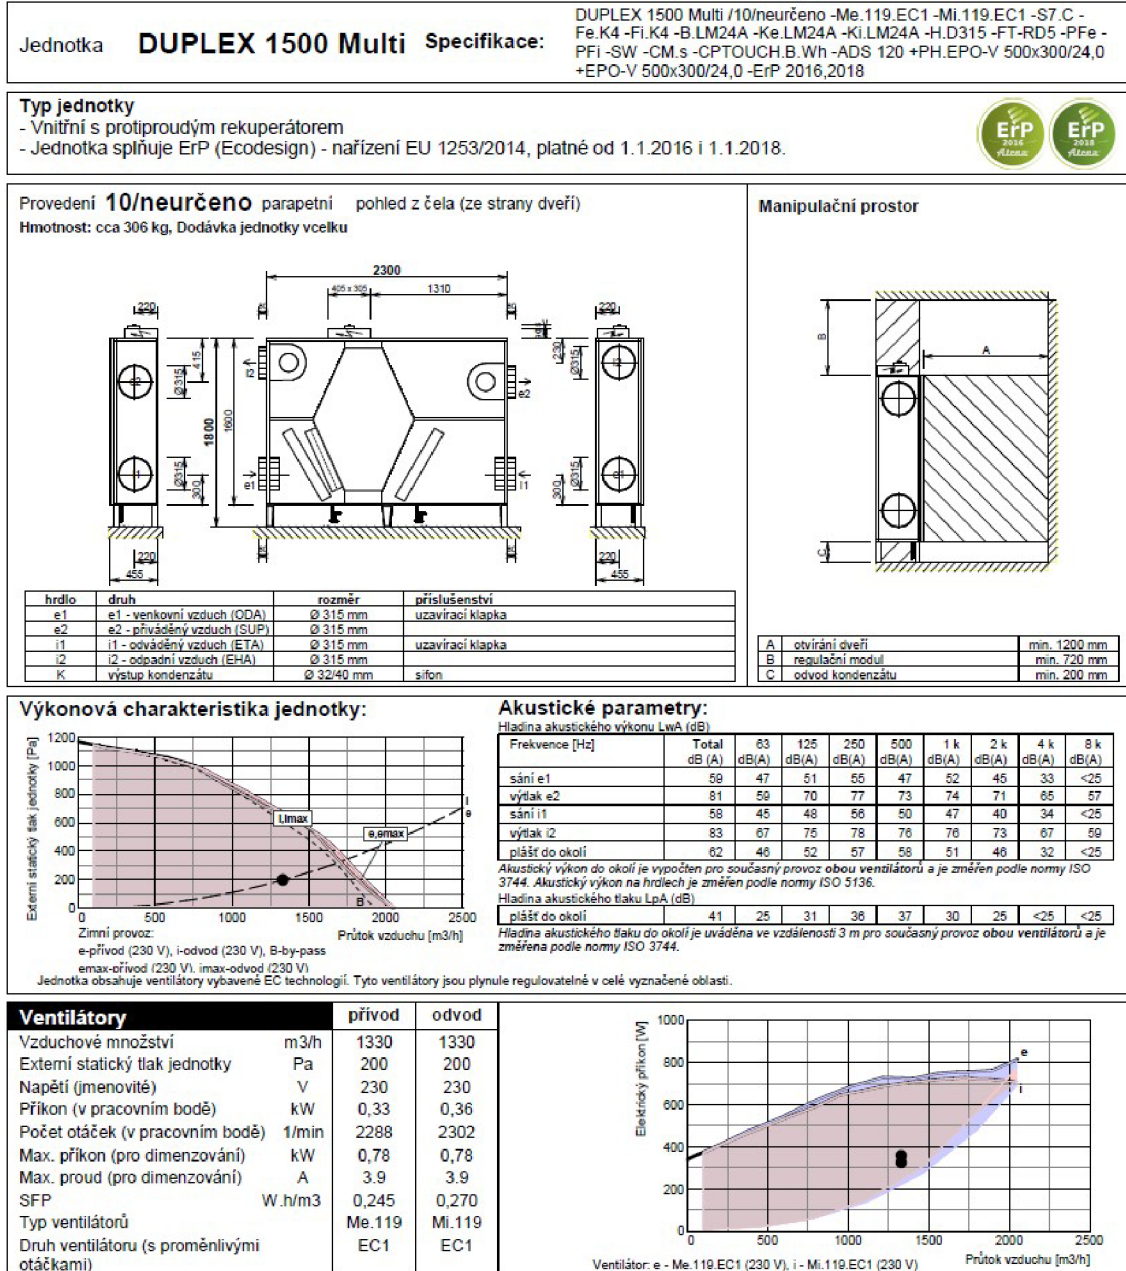 Jednotka DUPLEX 1500 Multi Specifikace:
DUPLEX 1500 Multi /10/neurčeno -Me.119.EC1 -Mi.119.EC1 -S7.C -
Fe.K4 -Fi.K4 -B.LM24A -Ke.LM24A -Ki.LM24A -H.D315 -FT-RD5 -PFe -
PFi -SW -CM.s -CPTOUCH.B.Wh -ADS 120 +PH.EPO-V 500x300/24,0
+EPO-V 500x300/24,0 -ErP 2016,2018
Typ jednotky
- Vnitřní s protiproudým rekuperátorem
- Jednotka splňuje ErP (Ecodesign) - nařízení EU 1253/2014, platné od 1.1.2016 i 1.1.2018.
ErP 2016 Atrea
ErP 2018 Atrea
Provedení 10/neurčeno parapetní pohled z čela (ze strany dveří)
Hmotnost: cca 306 kg, Dodávka jednotky vcelku
Manipulační prostor
2300
405 x 305 1310
220 220
415 Ø315 e2 i2 e2 230 Ø315 i2
1800 1600
Ø315 300 i1 e1 i1 300 Ø315 e1
220 455 220 455
B A C
hrdlo druh rozměr příslušenství
e1 e1 - venkovní vzduch (ODA) Ø 315 mm uzavírací klapka
e2 e2 - přiváděný vzduch (SUP) Ø 315 mm
i1 i1 - odváděný vzduch (ETA) Ø 315 mm uzavírací klapka
i2 i2 - odpadní vzduch (EHA) Ø 315 mm
K výstup kondenzátu Ø 32/40 mm sifon
A otvírání dveří min. 1200 mm
B regulační modul min. 720 mm
C odvod kondenzátu min. 200 mm
Výkonová charakteristika jednotky:
Externí statický tlak jednotky [Pa]
1200
1000
800
600
400
200
0
i,imax
e,emax
B
i
e
0 500 1000 1500 2000 2500
Zimní provoz: Průtok vzduchu [m3/h]
e-přívod (230 V), i-odvod (230 V), B-by-pass
emax-přívod (230 V), imax-odvod (230 V)
Jednotka obsahuje ventilátory vybavené EC technologií. Tyto ventilátory jsou plynule regulovatelné v celé vyznačené oblasti.
Akustické parametry:
Hladina akustického výkonu LwA (dB)
Frekvence [Hz] Total 63 125 250 500 1 k 2 k 4 k 8 k
dB (A) dB(A) dB(A) dB(A) dB(A) dB(A) dB(A) dB(A) dB(A)
sání e1 59 47 51 55 47 52 45 33 <25
výtlak e2 81 59 70 77 73 74 71 65 57
sání i1 58 45 48 56 50 47 40 34 <25
výtlak i2 83 67 75 78 76 76 73 67 59
plášť do okolí 62 46 52 57 58 51 46 32 <25
Akustický výkon do okolí je vypočten pro současný provoz obou ventilátorů a je změřen podle normy ISO
3744. Akustický výkon na hrdlech je změřen podle normy ISO 5136.
Hladina akustického tlaku LpA (dB)
plášť do okolí 41 25 31 36 37 30 25 <25 <25
Hladina akustického tlaku do okolí je uváděna ve vzdálenosti 3 m pro současný provoz obou ventilátorů a je
změřena podle normy ISO 3744.
Ventilátory přívod odvod
Vzduchové množství m3/h 1330 1330
Externí statický tlak jednotky Pa 200 200
Napětí (jmenovité) V 230 230
Příkon (v pracovním bodě) kW 0,33 0,36
Počet otáček (v pracovním bodě) 1/min 2288 2302
Max. příkon (pro dimenzování) kW 0,78 0,78
Max. proud (pro dimenzování) A 3.9 3.9
SFP W.h/m3 0,245 0,270
Typ ventilátorů Me.119 Mi.119
Druh ventilátoru (s proměnlivými EC1 EC1
otáčkami)
Elektrický příkon [W]
1000
800
600
400
200
0
e
i
0 500 1000 1500 2000 2500
Průtok vzduchu [m3/h]
Ventilátor: e - Me.119.EC1 (230 V), i - Mi.119.EC1 (230 V)